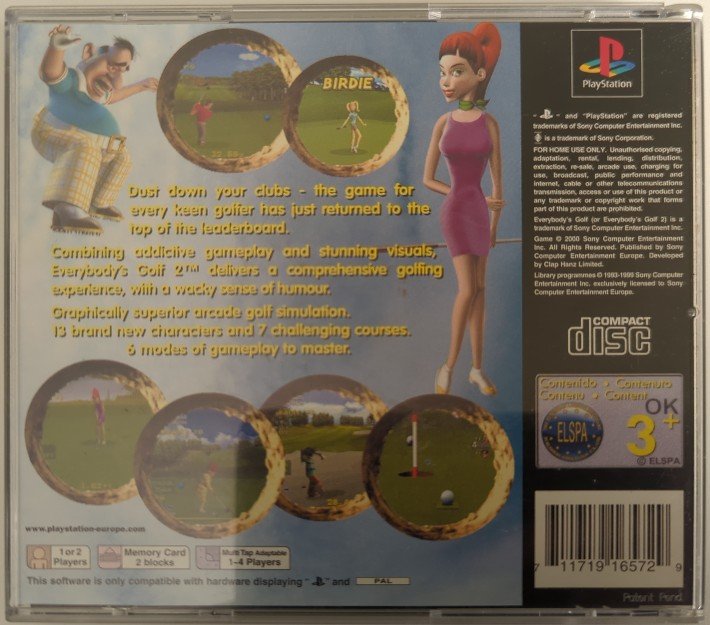 BIRDIE
Dust down your clubs - the game for
every keen golfer has just returned to the
top of the leaderboard.
Combining addictive gameplay and stunning visuals,
Everybody's Golf 2™ delivers a comprehensive golfing
experience, with a wacky sense of humour.
Graphically superior arcade golf simulation.
13 brand new characters and 7 challenging courses.
6 modes of gameplay to master.
www.playstation-europe.com
1 or 2
Players
Memory Card
2 blocks
Multi Tap Adaptable
1-4 Players
This software is only compatible with hardware displaying " " and PAL
PlayStation
" " and "PlayStation" are registered
trademarks of Sony Computer Entertainment Inc.
is a trademark of Sony Corporation.
FOR HOME USE ONLY. Unauthorised copying,
adaptation, rental, lending, distribution,
extraction, re-sale, arcade use, charging for
use, broadcast, public performance and
internet, cable or other telecommunications
transmission, access or use of this product or
any trademark or copyright work that forms
part of this product are prohibited.
Everybody's Golf (or Everybody's Golf 2) is a
trademark of Sony Computer Entertainment Inc.
Game © 2000 Sony Computer Entertainment
Inc. All Rights Reserved. Published by Sony
Computer Entertainment Europe. Developed
by Clap Hanz Limited.
Library programmes © 1993-1999 Sony Computer
Entertainment Inc. exclusively licensed to Sony
Computer Entertainment Europe.
COMPACT
disc
Contenido • Contenuto
Contenu • Content
ELSPA
OK
3+
© ELSPA
7 11719 16572 9
Patent Pend